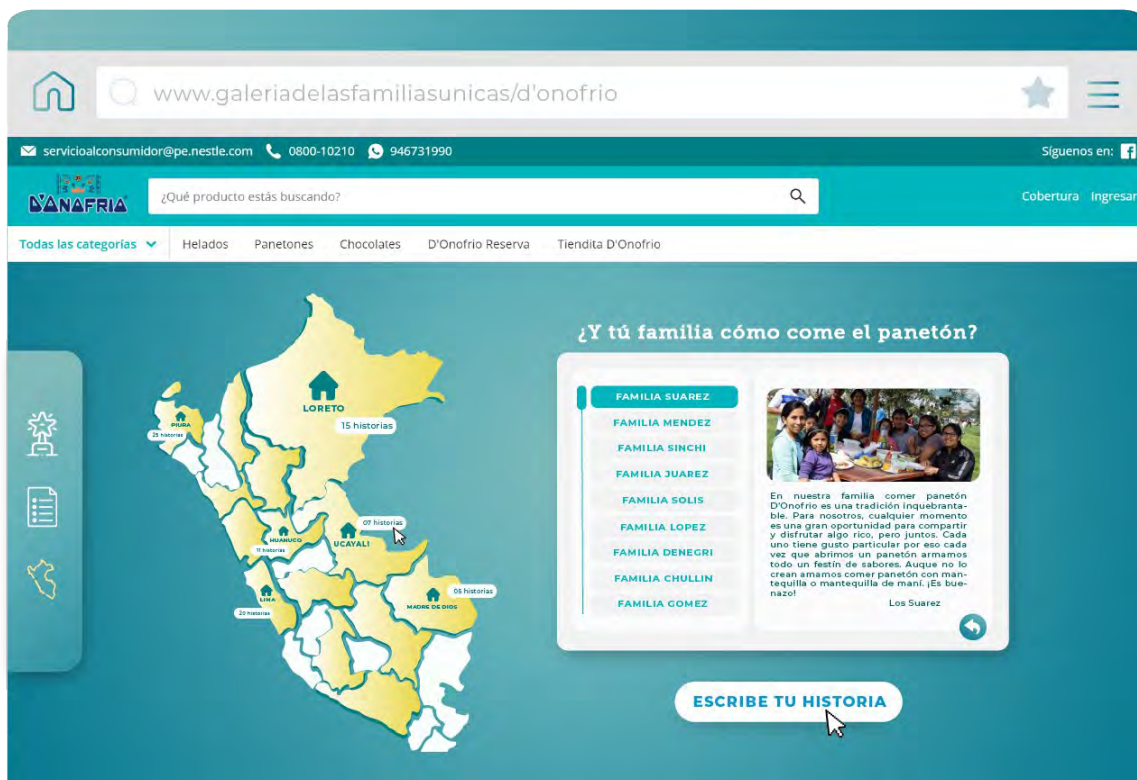 www.galeriadelasfamiliasunicas/d'onofrio
servicioalconsumidor@pe.nestle.com 0800-10210 946731990 Síguenos en:
D'ANAFRIA ¿Qué producto estás buscando? Cobertura Ingresar
Todas las categorías Helados Panetones Chocolates D'Onofrio Reserva Tiendita D'Onofrio
LORETO
15 historias
PIURA
25 historias
HUANUCO
11 historias
07 historias
UCAYALI
LIMA
20 historias
05 historias
MADRE DE DIOS
¿Y tú familia cómo come el panetón?
FAMILIA SUAREZ
FAMILIA MENDEZ
FAMILIA SINCHI
FAMILIA JUAREZ
FAMILIA SOLIS
FAMILIA LOPEZ
FAMILIA DENEGRI
FAMILIA CHULLIN
FAMILIA GOMEZ
En nuestra familia comer panetón
D'Onofrio es una tradición inquebranta-
ble. Para nosotros, cualquier momento
es una gran oportunidad para compartir
y disfrutar algo rico, pero juntos. Cada
uno tiene gusto particular por eso cada
vez que abrimos un panetón armamos
todo un festín de sabores. Auque no lo
crean amamos comer panetón con man-
tequilla o mantequilla de maní. ¡Es bue-
nazo!
Los Suarez
ESCRIBE TU HISTORIA